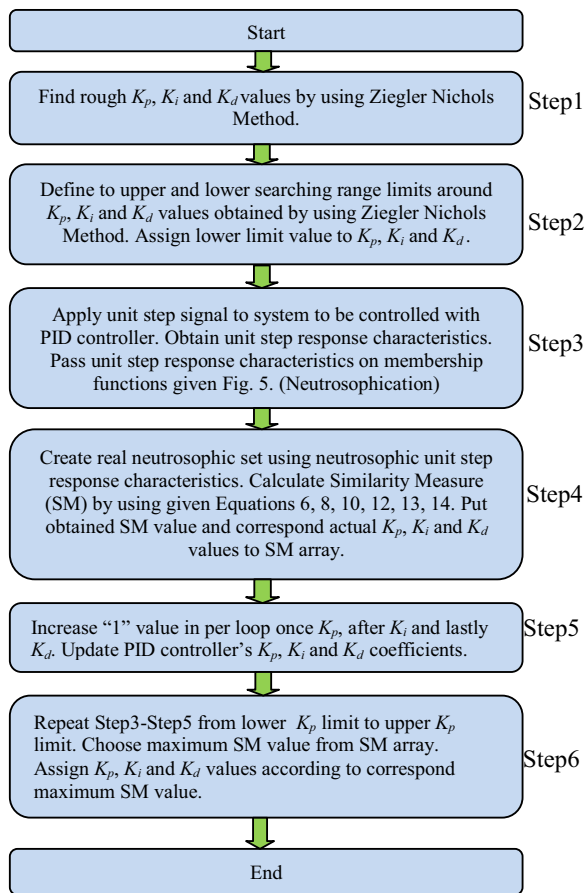 Start
Find rough Kp, Ki and Kd values by using Ziegler Nichols
Method.
Step1
Define to upper and lower searching range limits around
Kp, Ki and Kd values obtained by using Ziegler Nichols
Method. Assign lower limit value to Kp, Ki and Kd.
Step2
Apply unit step signal to system to be controlled with
PID controller. Obtain unit step response characteristics.
Pass unit step response characteristics on membership
functions given Fig. 5. (Neutrosophication)
Step3
Create real neutrosophic set using neutrosophic unit step
response characteristics. Calculate Similarity Measure
(SM) by using given Equations 6, 8, 10, 12, 13, 14. Put
obtained SM value and correspond actual Kp, Ki and Kd
values to SM array.
Step4
Increase “1” value in per loop once Kp, after Ki and lastly
Kd. Update PID controller’s Kp, Ki and Kd coefficients.
Step5
Repeat Step3-Step5 from lower Kp limit to upper Kp
limit. Choose maximum SM value from SM array.
Assign Kp, Ki and Kd values according to correspond
maximum SM value.
Step6
End